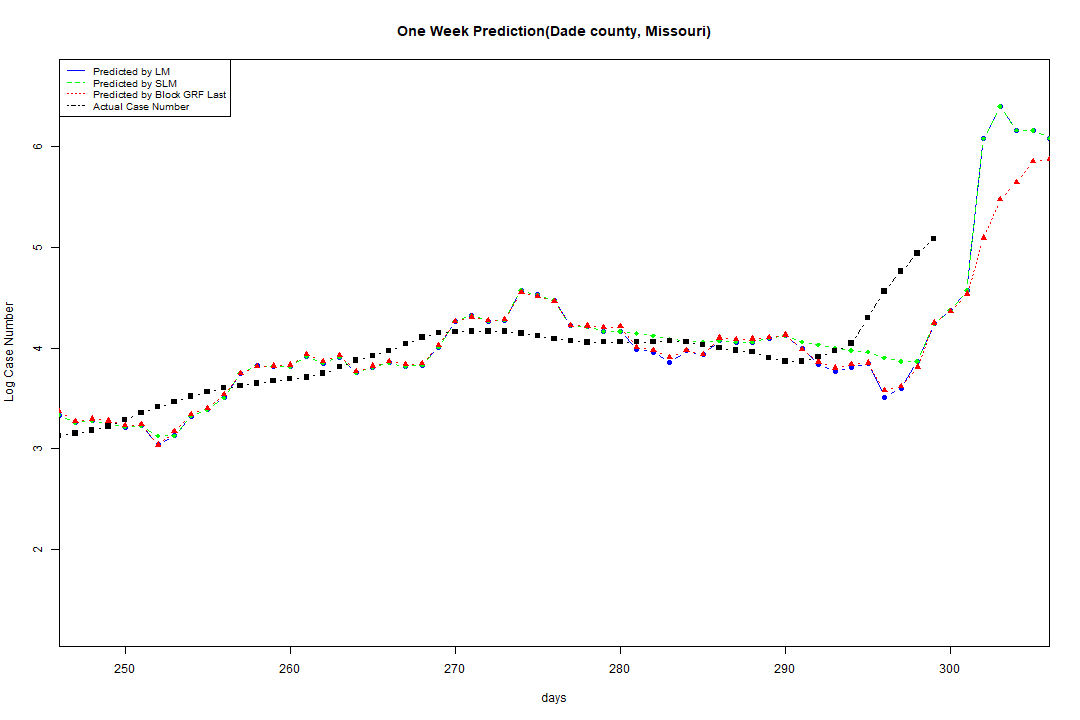 One Week Prediction(Dade county, Missouri)
Predicted by LM
Predicted by SLM
Predicted by Block GRF Last
Actual Case Number
Log Case Number
6
5
4
3
2
250 260 270 280 290 300
days